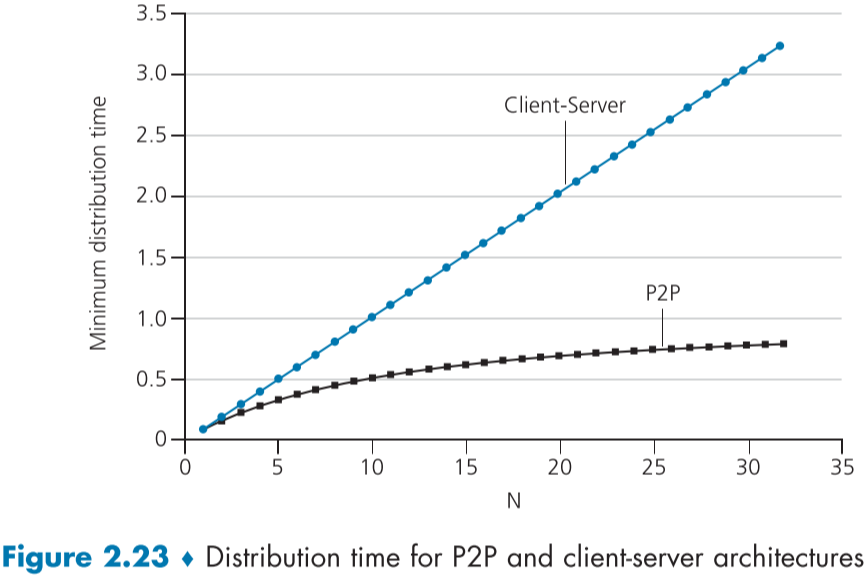 3.5
3.0
2.5
2.0
1.5
1.0
0.5
0
Minimum distribution time
Client-Server
P2P
0 5 10 15 20 25 30 35
N
Figure 2.23 ♦ Distribution time for P2P and client-server architectures